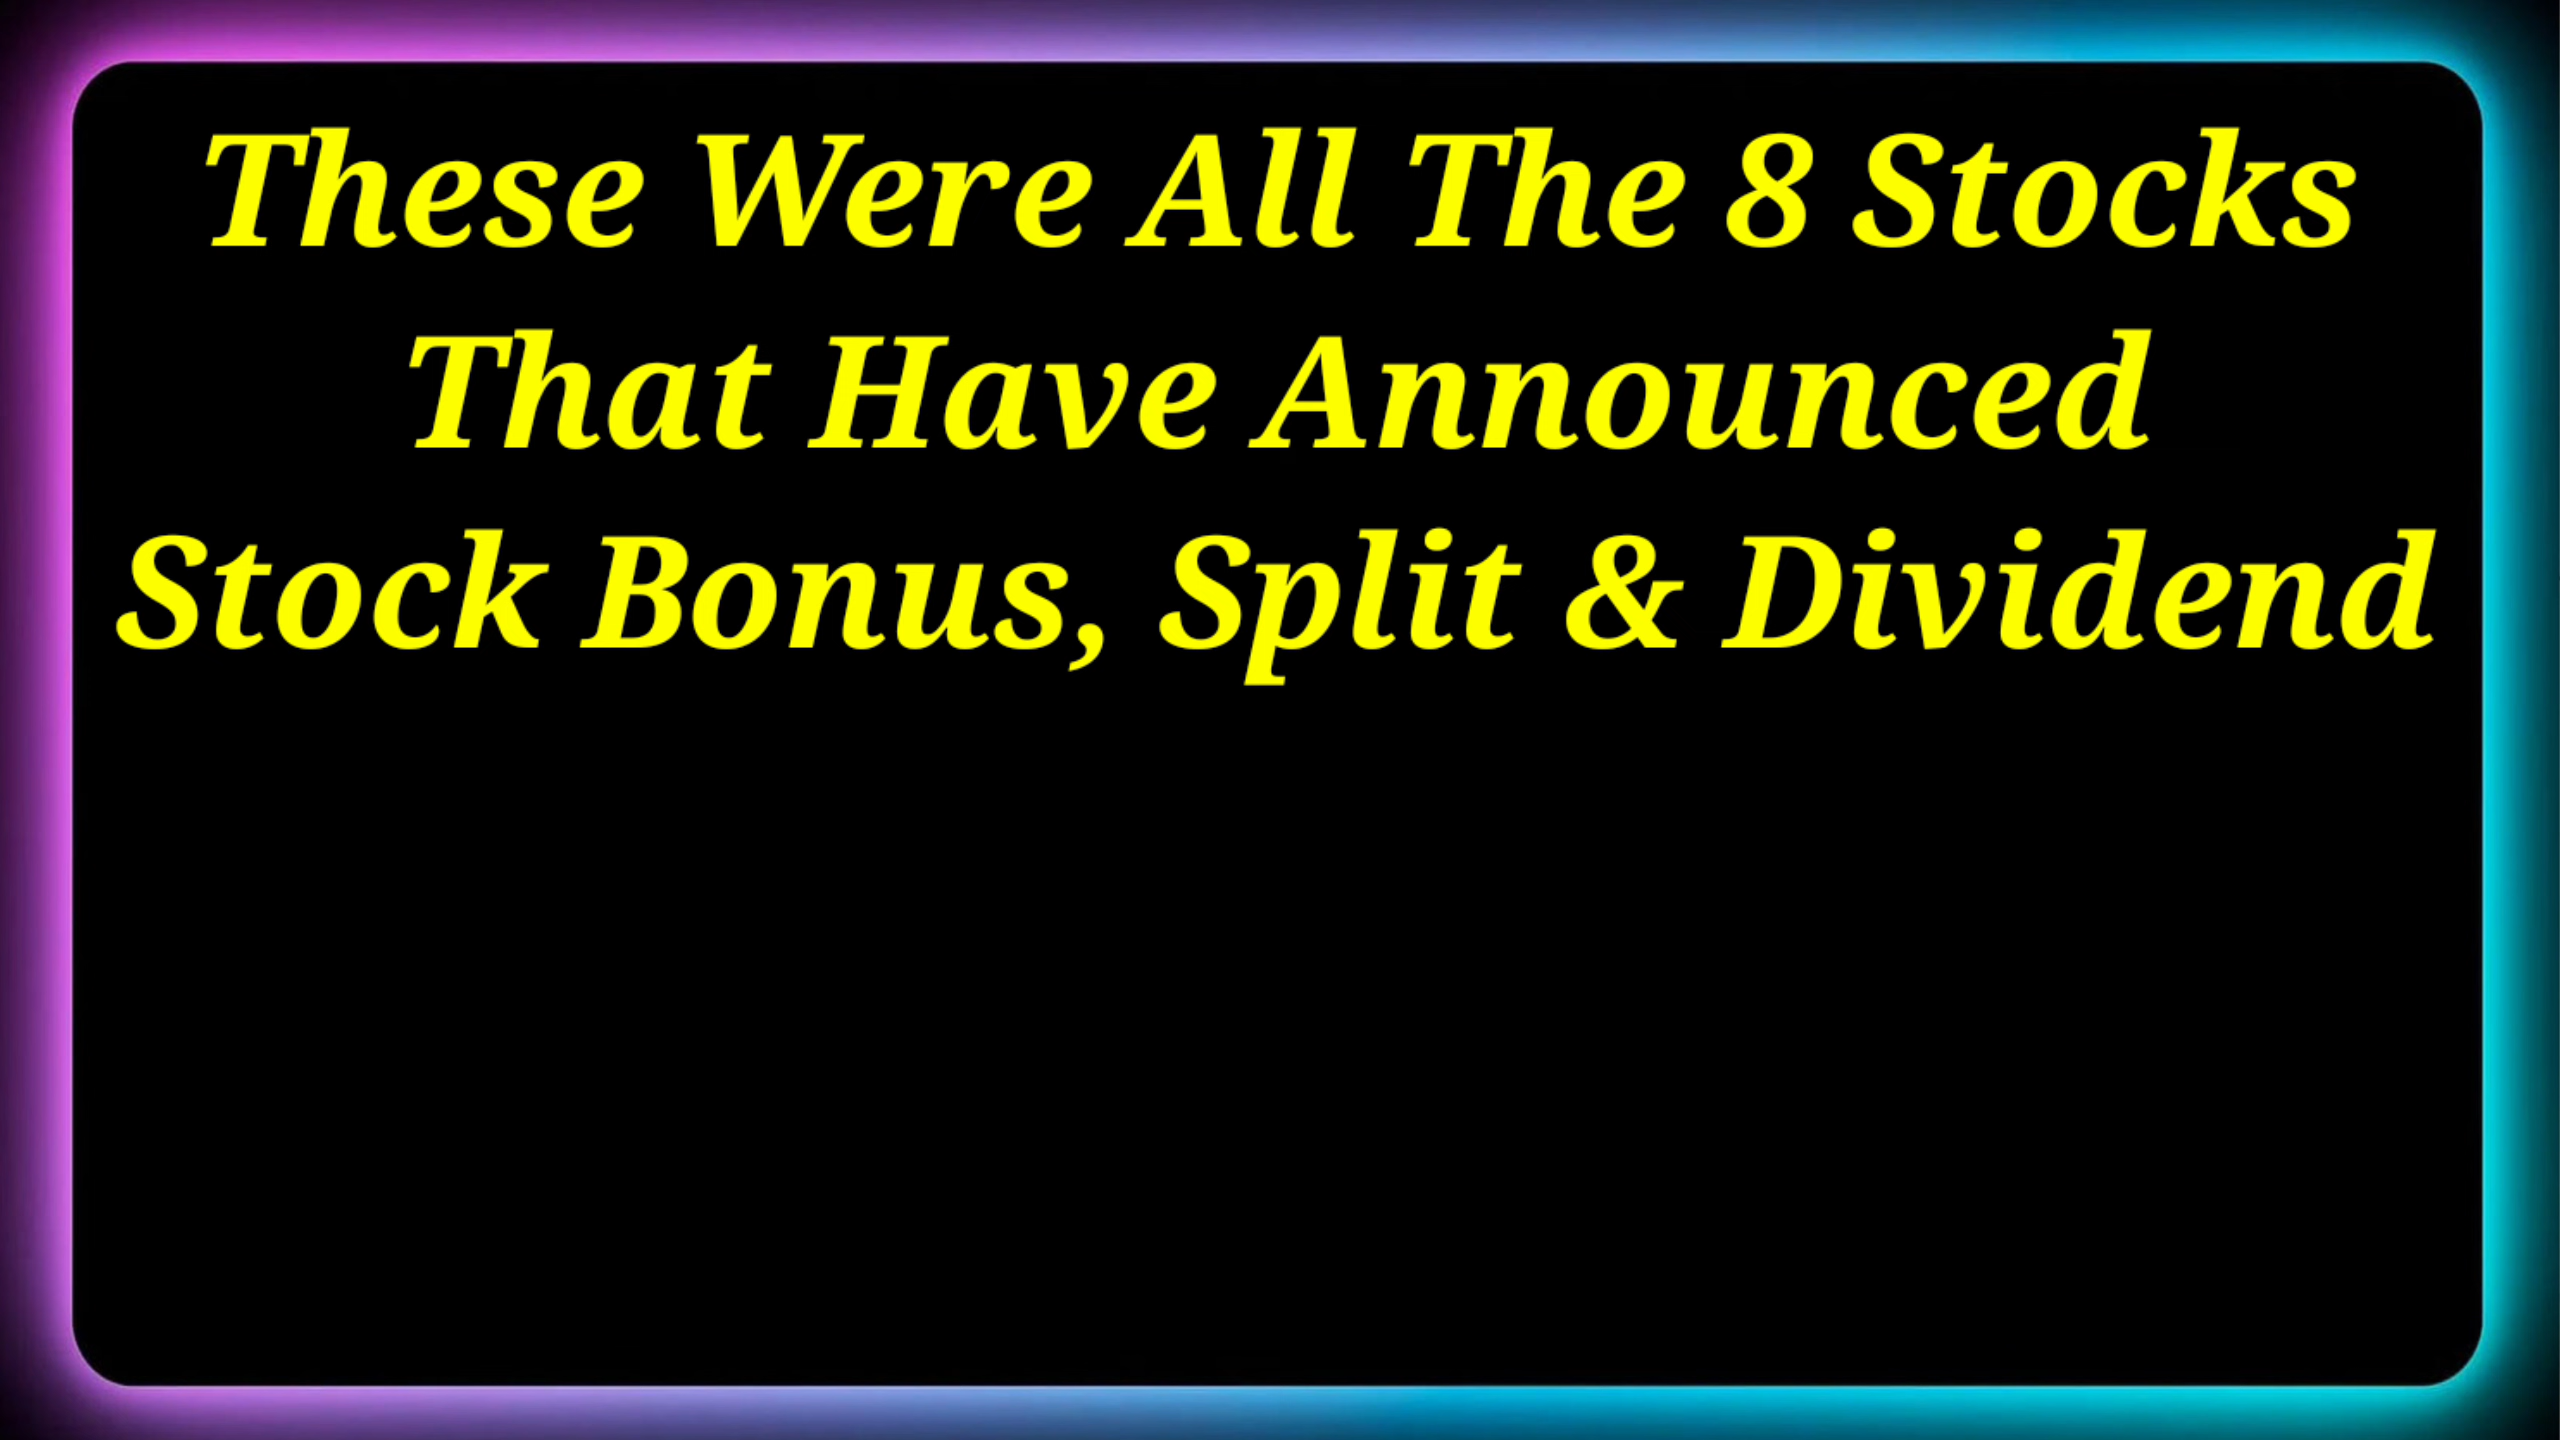 These Were All The 8 Stocks
That Have Announced
Stock Bonus, Split & Dividend